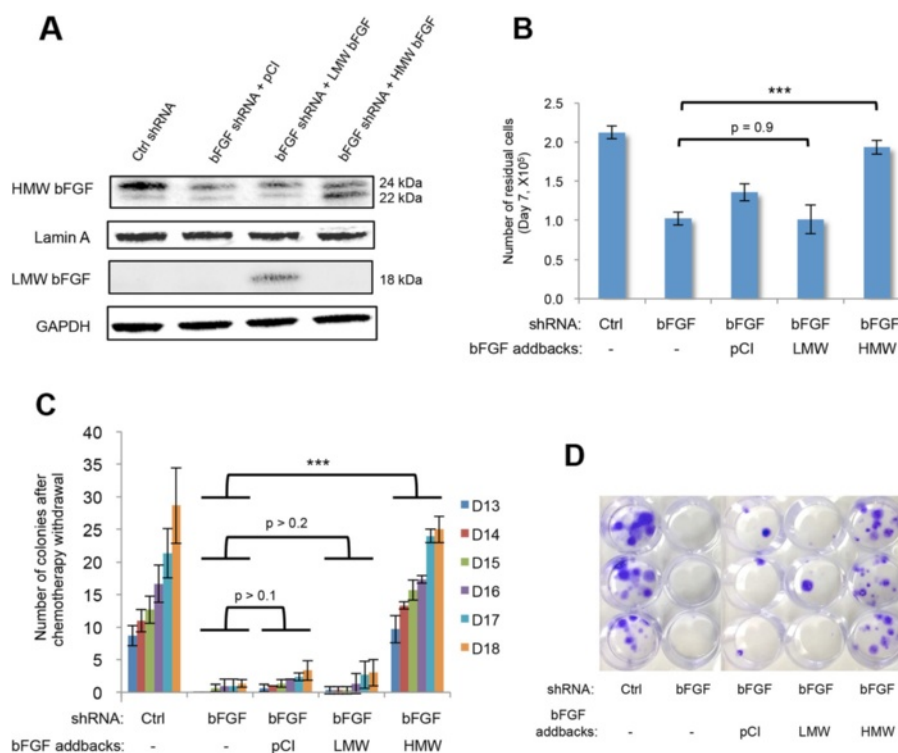 A
Ctrl shRNA
bFGF shRNA + pCI
bFGF shRNA + LMW bFGF
bFGF shRNA + HMW bFGF
HMW bFGF
24 kDa
22 kDa
Lamin A
LMW bFGF
18 kDa
GAPDH
B
Number of residual cells
(Day 7, X10⁵)
2.5
2.0
1.5
1.0
0.5
0.0
***
p = 0.9
shRNA: Ctrl bFGF bFGF bFGF bFGF
bFGF addbacks: - - pCI LMW HMW
C
Number of colonies after
chemotherapy withdrawal
40
35
30
25
20
15
10
5
0
***
p > 0.2
p > 0.1
D13
D14
D15
D16
D17
D18
shRNA: Ctrl bFGF bFGF bFGF bFGF
bFGF addbacks: - - pCI LMW HMW
D
shRNA: Ctrl bFGF bFGF bFGF bFGF
bFGF
addbacks: - - pCI LMW HMW